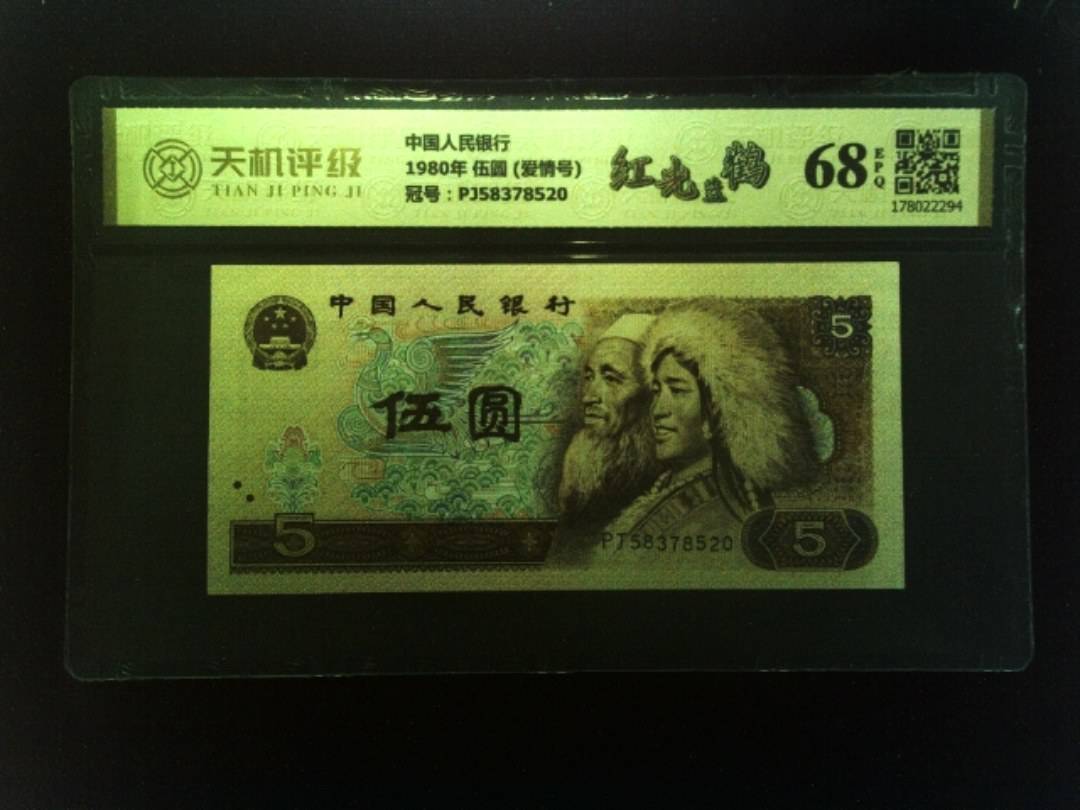 天机评级
TIAN JI PING JI
中国人民银行
1980年 伍圆 (爱情号)
冠号：PJ58378520
红光蓝鹤
68
EPQ
178022294
中国人民银行
5
伍圆
5
PJ58378520
5